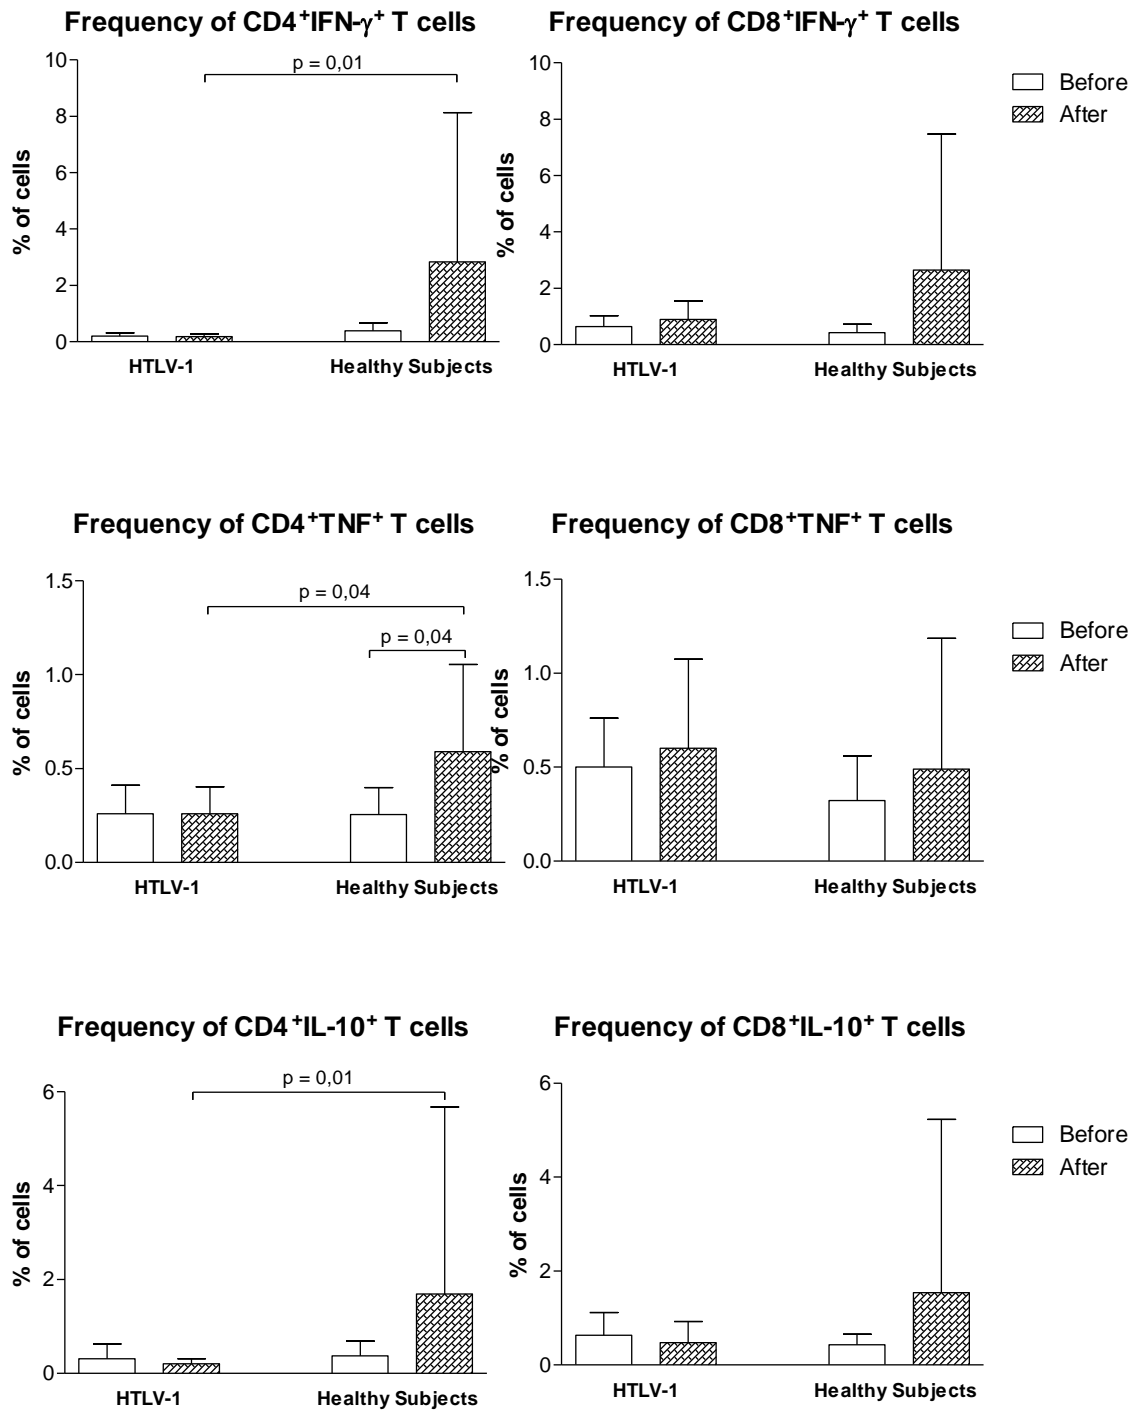 Frequency of CD4⁺IFN-γ⁺ T cells
10
8
6
4
2
0
% of cells
p = 0,01
HTLV-1
Healthy Subjects
Frequency of CD8⁺IFN-γ⁺ T cells
10
8
6
4
2
0
% of cells
HTLV-1
Healthy Subjects
Before
After
Frequency of CD4⁺TNF⁺ T cells
1.5
1.0
0.5
0.0
% of cells
p = 0,04
p = 0,04
HTLV-1
Healthy Subjects
Frequency of CD8⁺TNF⁺ T cells
1.5
1.0
0.5
0.0
% of cells
HTLV-1
Healthy Subjects
Before
After
Frequency of CD4⁺IL-10⁺ T cells
6
4
2
0
% of cells
p = 0,01
HTLV-1
Healthy Subjects
Frequency of CD8⁺IL-10⁺ T cells
6
4
2
0
% of cells
HTLV-1
Healthy Subjects
Before
After